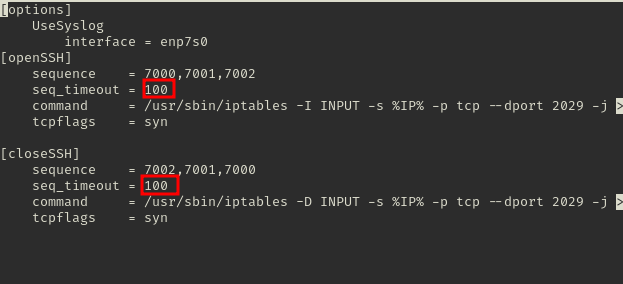 [options]
UseSyslog
interface = enp7s0
[openSSH]
sequence = 7000,7001,7002
seq_timeout = 100
command = /usr/sbin/iptables -I INPUT -s %IP% -p tcp --dport 2029 -j >
tcpflags = syn
[closeSSH]
sequence = 7002,7001,7000
seq_timeout = 100
command = /usr/sbin/iptables -D INPUT -s %IP% -p tcp --dport 2029 -j >
tcpflags = syn